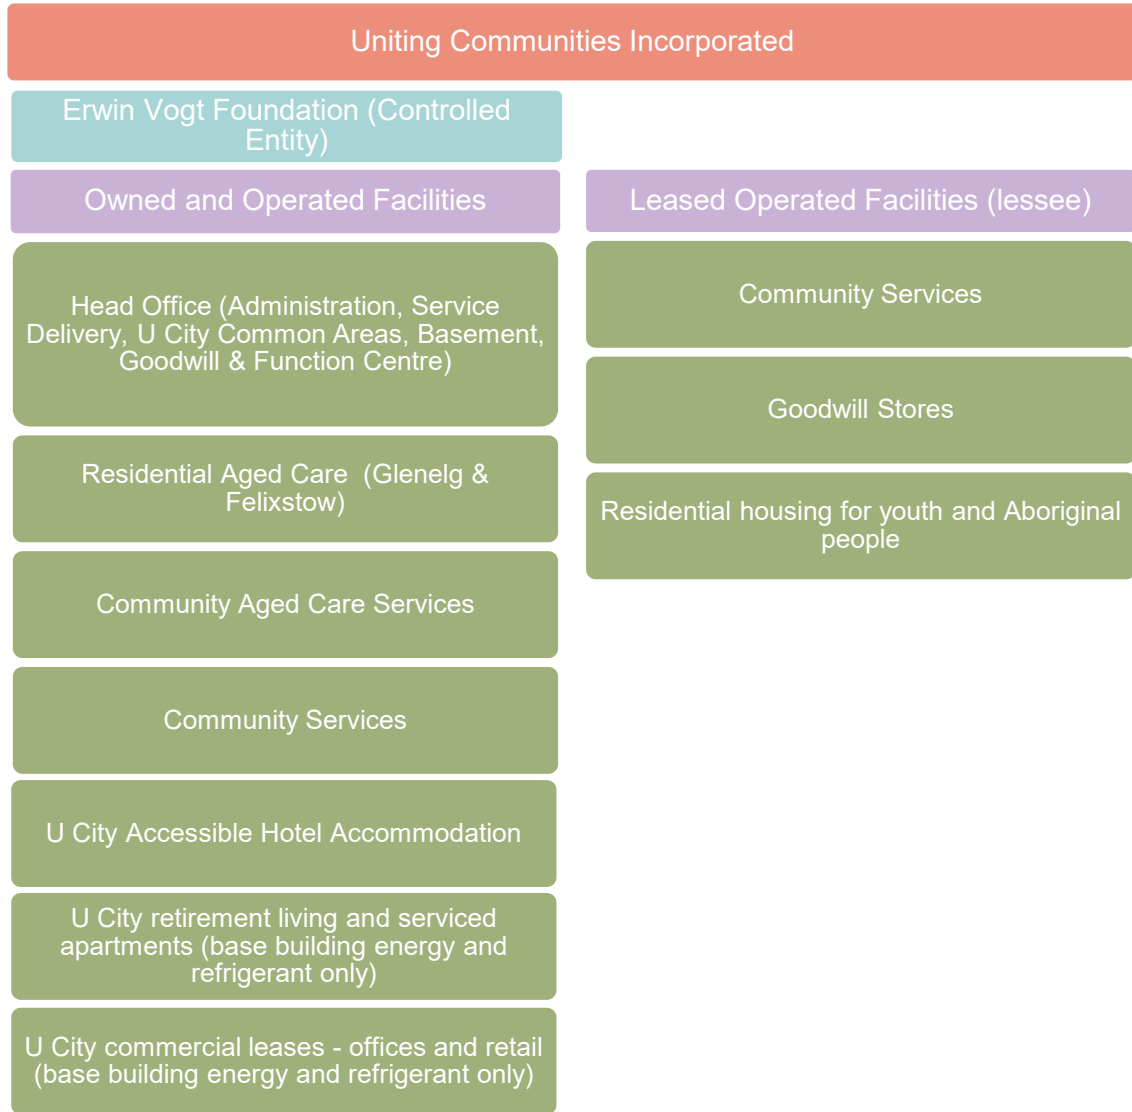 Uniting Communities Incorporated
Erwin Vogt Foundation (Controlled
Entity)
Owned and Operated Facilities
Head Office (Administration, Service
Delivery, U City Common Areas, Basement,
Goodwill & Function Centre)
Residential Aged Care  (Glenelg &
Felixstow)
Community Aged Care Services
Community Services
U City Accessible Hotel Accommodation
U City retirement living and serviced
apartments (base building energy and
refrigerant only)
U City commercial leases - offices and retail
(base building energy and refrigerant only)
Leased Operated Facilities (lessee)
Community Services
Goodwill Stores
Residential housing for youth and Aboriginal
people